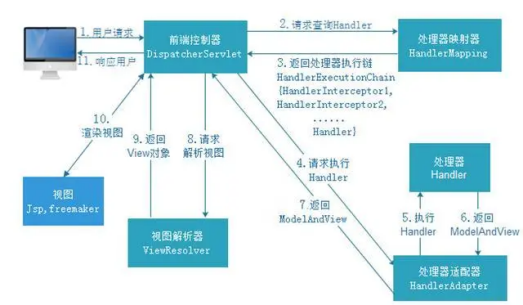 1.用户请求
11.响应用户
前端控制器
DispatcherServlet
2.请求查询Handler
处理器映射器
HandlerMapping
3.返回处理器执行链
HandlerExecutionChain
{HandlerInterceptor1,
HandlerInterceptor2,
......
Handler}
10.
渲染视图
9.返回
View对象
8.请求
解析视图
4.请求执行
Handler
7.返回
ModelAndView
处理器
Handler
视图
Jsp,freemaker
5.执行
Handler
6.返回
ModelAndView
视图解析器
ViewResolver
处理器适配器
HandlerAdapter